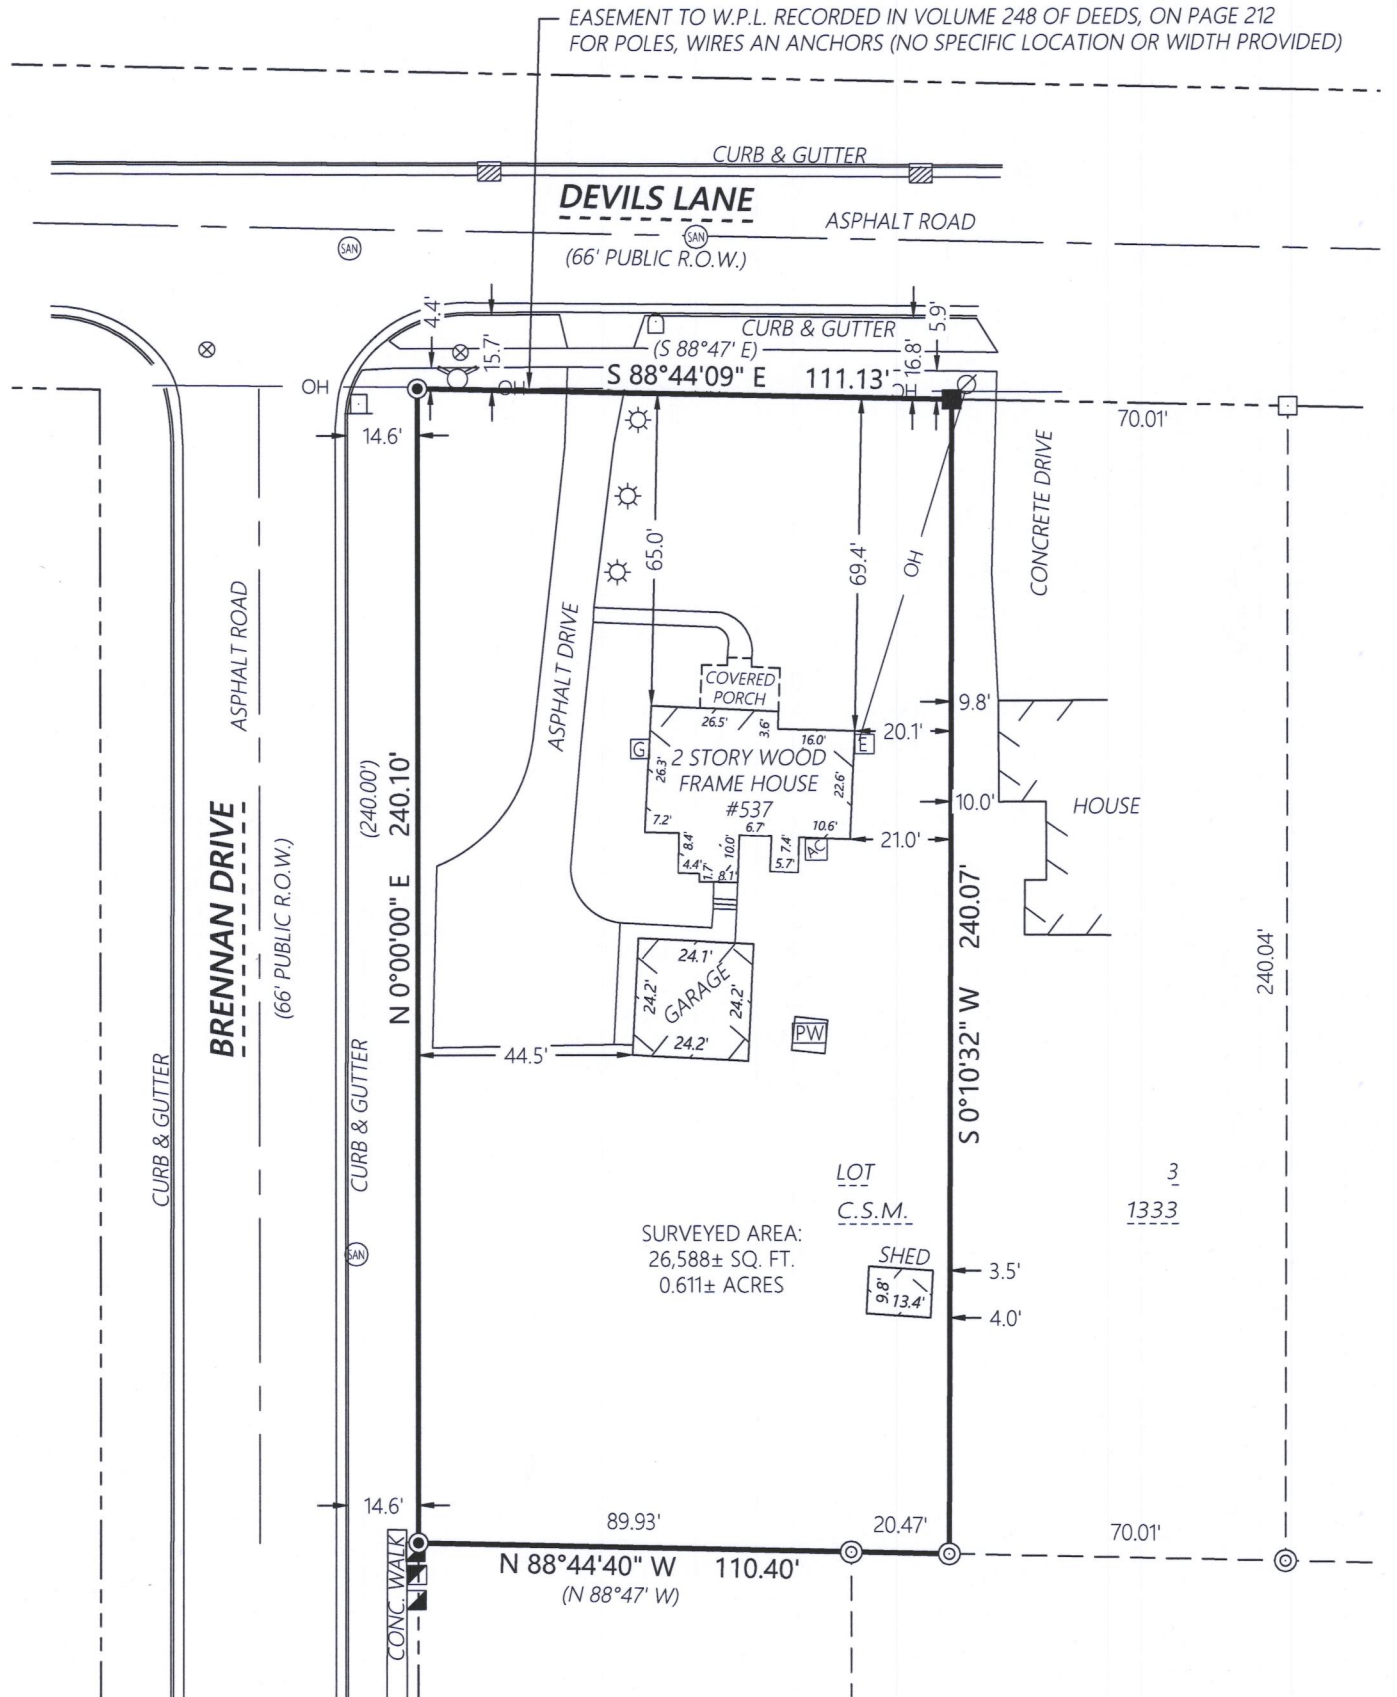 EASEMENT TO W.P.L. RECORDED IN VOLUME 248 OF DEEDS, ON PAGE 212
FOR POLES, WIRES AN ANCHORS (NO SPECIFIC LOCATION OR WIDTH PROVIDED)
CURB & GUTTER
DEVILS LANE
ASPHALT ROAD
SAN
SAN
(66' PUBLIC R.O.W.)
4.4'
15.7'
CURB & GUTTER
5.9'
16.8'
(S 88°47' E)
S 88°44'09" E 111.13'
OH
OH
OH
70.01'
14.6'
CONCRETE DRIVE
65.0'
69.4'
OH
ASPHALT ROAD
ASPHALT DRIVE
COVERED
PORCH
9.8'
26.5'
3.6'
16.0'
20.1'
G
E
2 STORY WOOD
FRAME HOUSE
#537
26.3'
22.6'
10.0'
HOUSE
7.2'
6.7'
10.6'
21.0'
8.4'
10.0'
7.4'
AC
4.4'
1.7'
8.1'
5.7'
(240.00')
N 0°00'00" E 240.10'
BRENNAN DRIVE
(66' PUBLIC R.O.W.)
S 0°10'32" W 240.07'
240.04'
24.1'
24.2'
GARAGE
24.2'
24.2'
PW
44.5'
CURB & GUTTER
CURB & GUTTER
LOT 3
C.S.M. 1333
SURVEYED AREA:
26,588± SQ. FT.
0.611± ACRES
SAN
SHED
9.8'
13.4'
3.5'
4.0'
14.6'
89.93'
20.47'
70.01'
N 88°44'40" W 110.40'
(N 88°47' W)
CONC. WALK